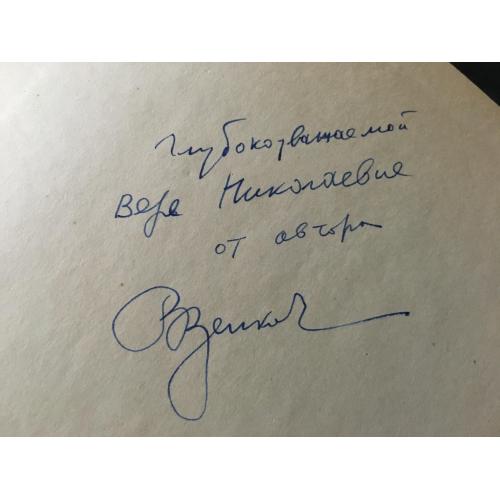 Глубокоуважаемой
Вере Николаевне
от автора